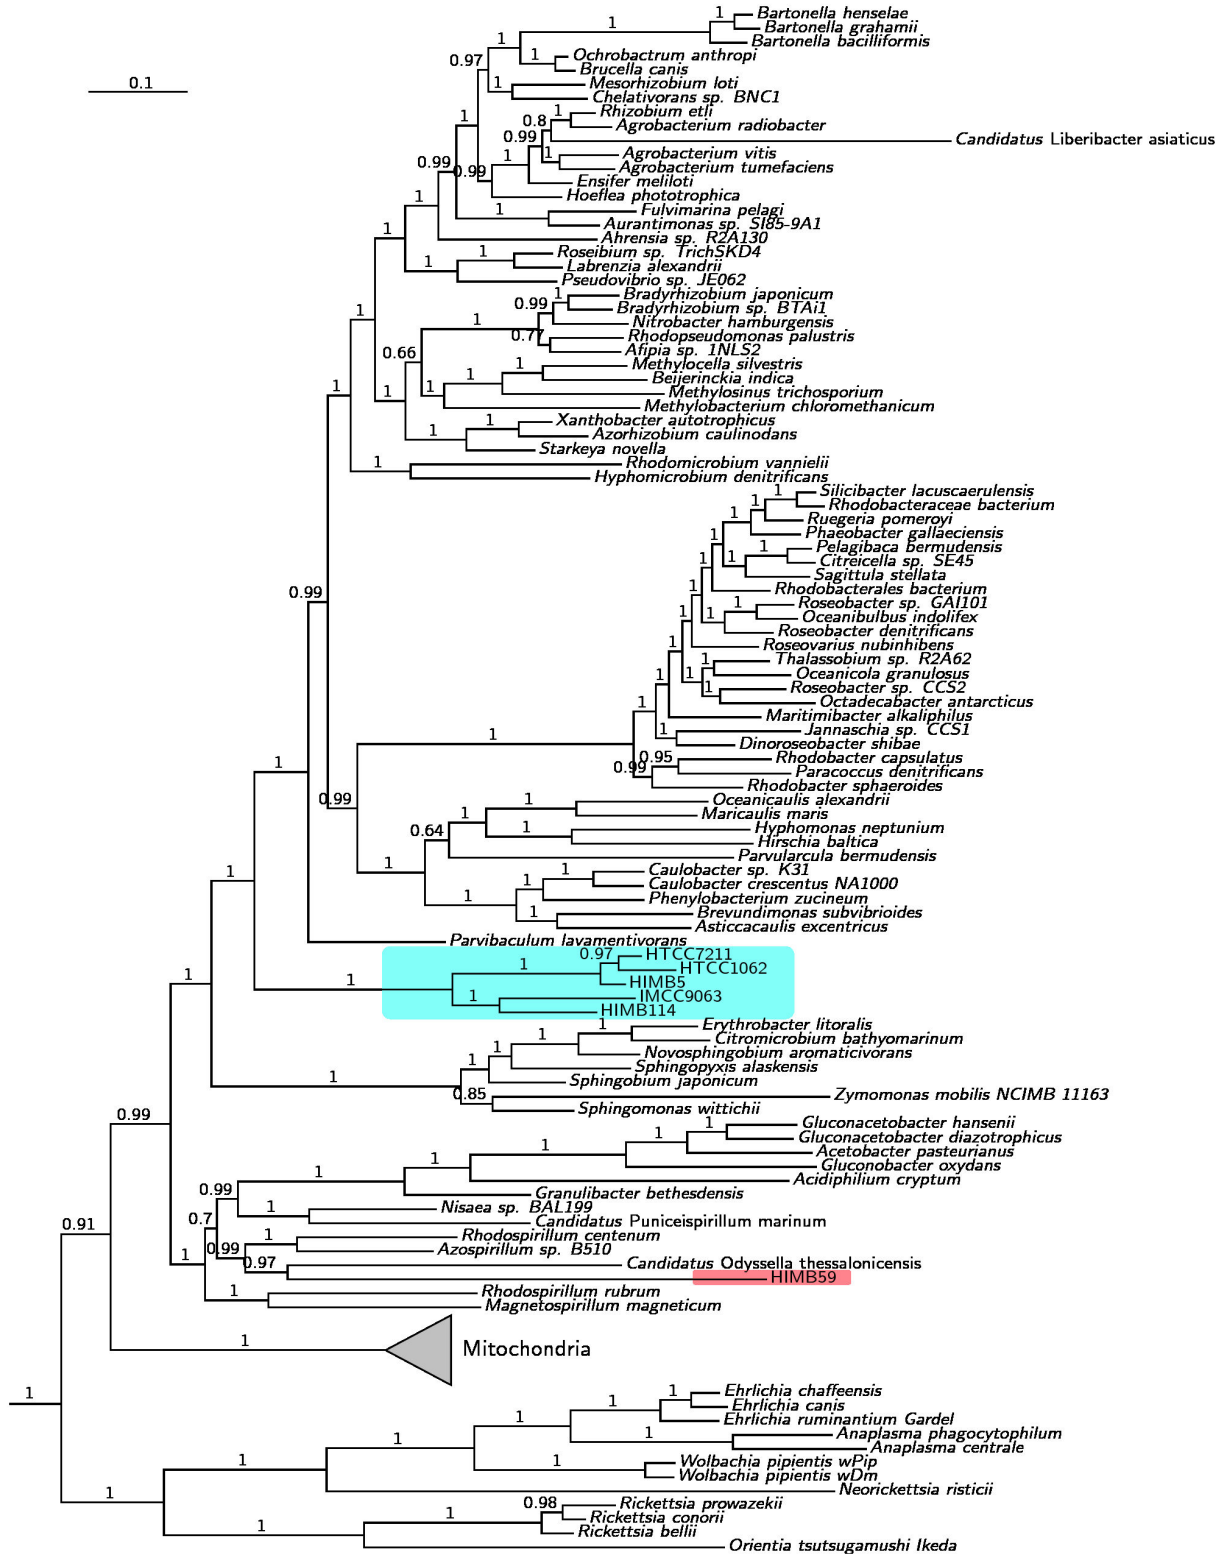 0.1
Bartonella henselae
Bartonella grahamii
Bartonella bacilliformis
Ochrobactrum anthropi
Brucella canis
Mesorhizobium loti
Chelativorans sp. BNC1
Rhizobium etli
Agrobacterium radiobacter
Candidatus Liberibacter asiaticus
Agrobacterium vitis
Agrobacterium tumefaciens
Ensifer meliloti
Hoeflea phototrophica
Fulvimarina pelagi
Aurantimonas sp. SI85-9A1
Ahrensia sp. R2A130
Roseibium sp. TrichSKD4
Labrenzia alexandrii
Pseudovibrio sp. JE062
Bradyrhizobium japonicum
Bradyrhizobium sp. BTAi1
Nitrobacter hamburgensis
Rhodopseudomonas palustris
Afipia sp. 1NLS2
Methylocella silvestris
Beijerinckia indica
Methylosinus trichosporium
Methylobacterium chloromethanicum
Xanthobacter autotrophicus
Azorhizobium caulinodans
Starkeya novella
Rhodomicrobium vannielii
Hyphomicrobium denitrificans
Silicibacter lacuscaerulensis
Rhodobacteraceae bacterium
Ruegeria pomeroyi
Phaeobacter gallaeciensis
Pelagibaca bermudensis
Citreicella sp. SE45
Sagittula stellata
Rhodobacterales bacterium
Roseobacter sp. GAI101
Oceanibulbus indolifex
Roseobacter denitrificans
Roseovarius nubinhibens
Thalassobium sp. R2A62
Oceanicola granulosus
Roseobacter sp. CCS2
Octadecabacter antarcticus
Maritimibacter alkaliphilus
Jannaschia sp. CCS1
Dinoroseobacter shibae
Rhodobacter capsulatus
Paracoccus denitrificans
Rhodobacter sphaeroides
Oceanicaulis alexandrii
Maricaulis maris
Hyphomonas neptunium
Hirschia baltica
Parvularcula bermudensis
Caulobacter sp. K31
Caulobacter crescentus NA1000
Phenylobacterium zucineum
Brevundimonas subvibrioides
Asticcacaulis excentricus
Parvibaculum lavamentivorans
HTCC7211
HTCC1062
HIMB5
IMCC9063
HIMB114
Erythrobacter litoralis
Citromicrobium bathyomarinum
Novosphingobium aromaticivorans
Sphingopyxis alaskensis
Sphingobium japonicum
Zymomonas mobilis NCIMB 11163
Sphingomonas wittichii
Gluconacetobacter hansenii
Gluconacetobacter diazotrophicus
Acetobacter pasteurianus
Gluconobacter oxydans
Acidiphilium cryptum
Granulibacter bethesdensis
Nisaea sp. BAL199
Candidatus Puniceispirillum marinum
Rhodospirillum centenum
Azospirillum sp. B510
Candidatus Odyssella thessalonicensis
HIMB59
Rhodospirillum rubrum
Magnetospirillum magneticum
Mitochondria
Ehrlichia chaffeensis
Ehrlichia canis
Ehrlichia ruminantium Gardel
Anaplasma phagocytophilum
Anaplasma centrale
Wolbachia pipientis wPip
Wolbachia pipientis wDm
Neorickettsia risticii
Rickettsia prowazekii
Rickettsia conorii
Rickettsia bellii
Orientia tsutsugamushi Ikeda